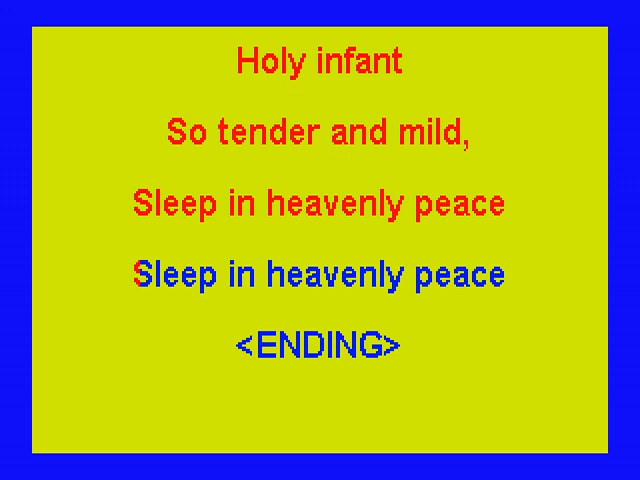 Holy infant
So tender and mild,
Sleep in heavenly peace
Sleep in heavenly peace
<ENDING>